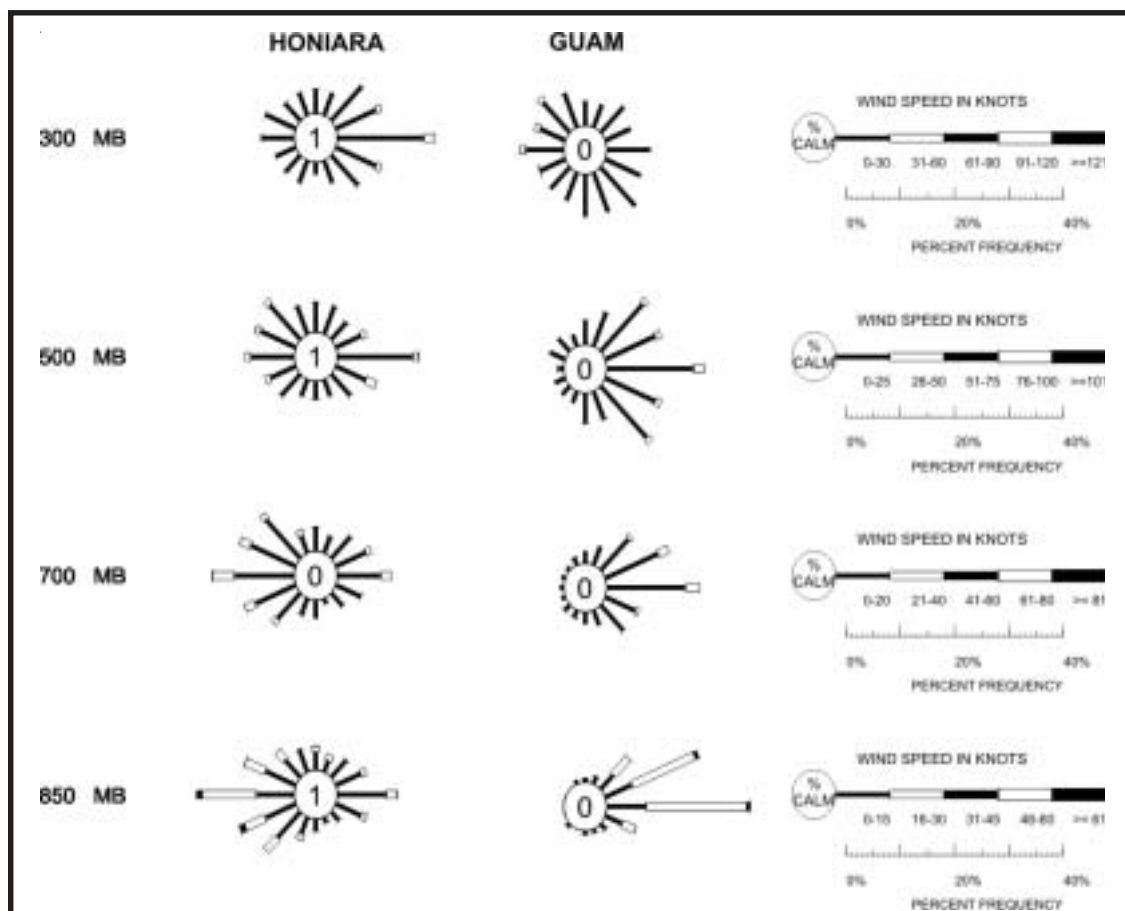 HONIARA GUAM
300 MB
1
0
WIND SPEED IN KNOTS
% CALM
0-30 31-60 61-90 91-120 >=121
0% 20% 40%
PERCENT FREQUENCY
500 MB
1
0
WIND SPEED IN KNOTS
% CALM
0-25 26-50 51-75 76-100 >=101
0% 20% 40%
PERCENT FREQUENCY
700 MB
0
0
WIND SPEED IN KNOTS
% CALM
0-20 21-40 41-60 61-80 >= 81
0% 20% 40%
PERCENT FREQUENCY
850 MB
1
0
WIND SPEED IN KNOTS
% CALM
0-15 16-30 31-45 46-60 >= 61
0% 20% 40%
PERCENT FREQUENCY